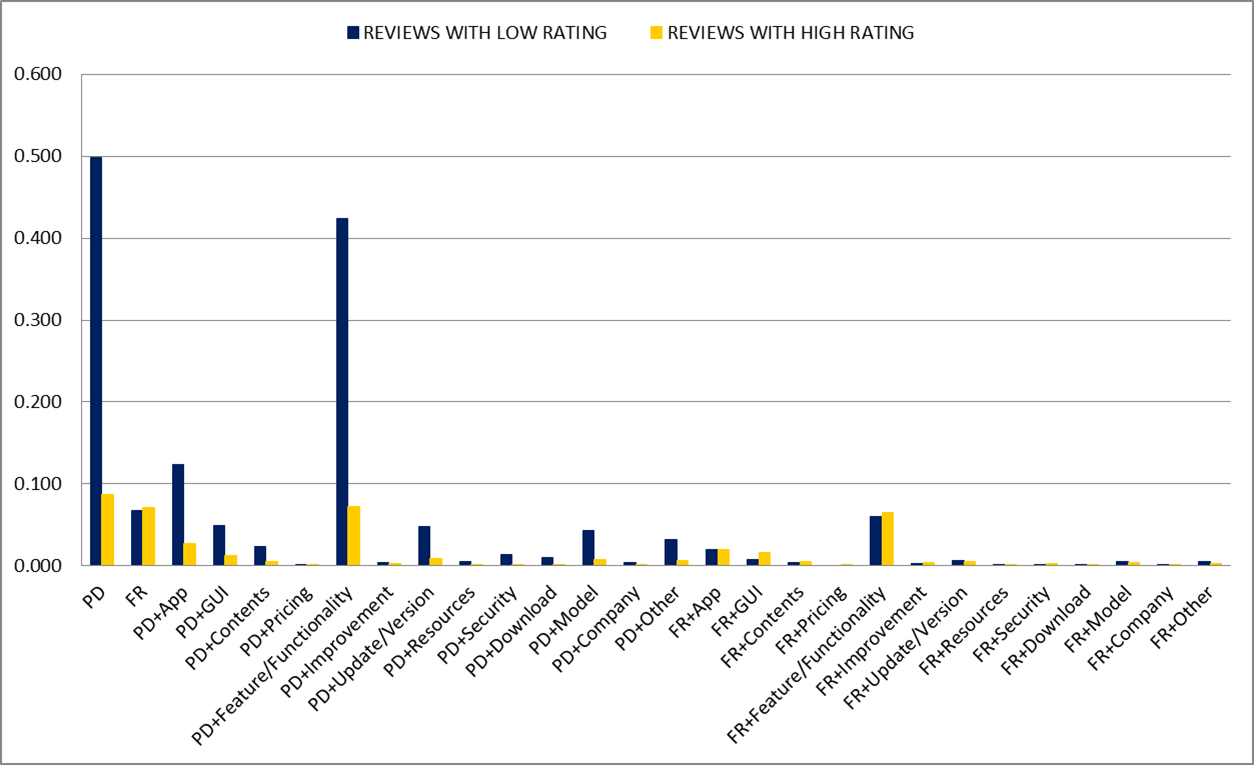 REVIEWS WITH LOW RATING
REVIEWS WITH HIGH RATING
0.600
0.500
0.400
0.300
0.200
0.100
0.000
PD
FR
PD+App
PD+GUI
PD+Contents
PD+Pricing
PD+Feature/Functionality
PD+Improvement
PD+Update/Version
PD+Resources
PD+Security
PD+Download
PD+Model
PD+Company
PD+Other
FR+App
FR+GUI
FR+Contents
FR+Pricing
FR+Feature/Functionality
FR+Improvement
FR+Update/Version
FR+Resources
FR+Security
FR+Download
FR+Model
FR+Company
FR+Other